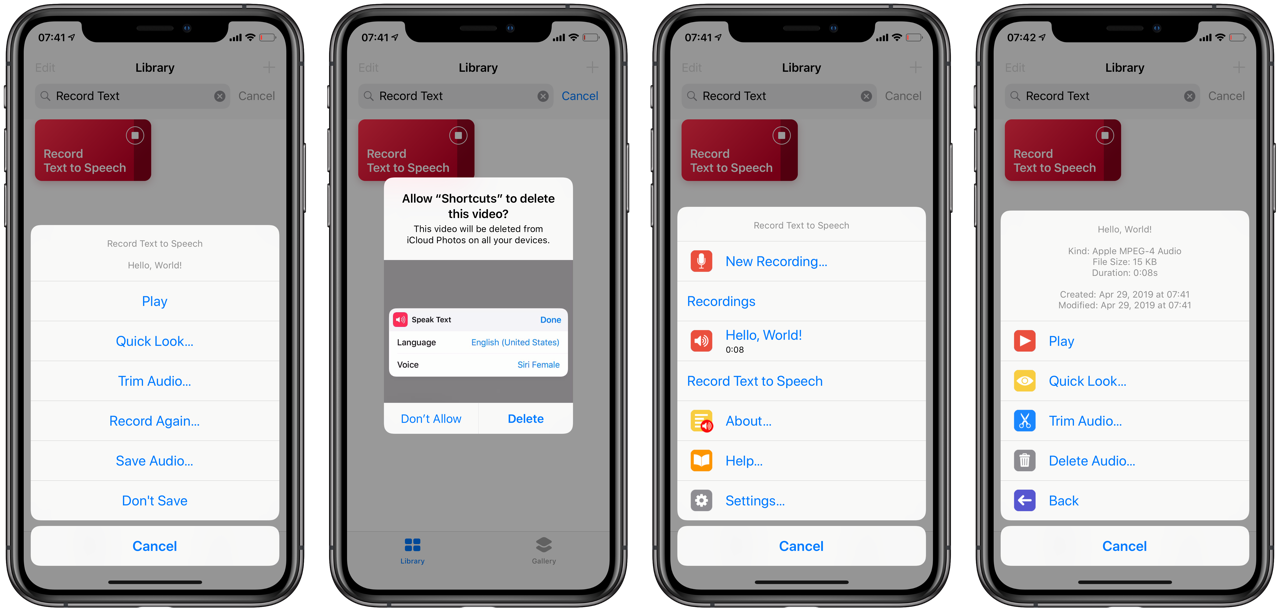 07:41
Edit
Library
+
Record Text
Cancel
Record
Text to Speech
Record Text to Speech
Hello, World!
Play
Quick Look...
Trim Audio...
Record Again...
Save Audio...
Don't Save
Cancel
07:41
Edit
Library
+
Record Text
Cancel
Record
Text to Speech
Allow “Shortcuts” to delete
this video?
This video will be deleted from
iCloud Photos on all your devices.
Speak Text
Done
Language
English (United States)
Voice
Siri Female
Don’t Allow
Delete
Library
Gallery
07:41
Edit
Library
+
Record Text
Cancel
Record
Text to Speech
Record Text to Speech
New Recording...
Recordings
Hello, World!
0:08
Record Text to Speech
About...
Help...
Settings...
Cancel
07:42
Edit
Library
+
Record Text
Cancel
Record
Text to Speech
Hello, World!
Kind: Apple MPEG-4 Audio
File Size: 15 KB
Duration: 0:08s
Created: Apr 29, 2019 at 07:41
Modified: Apr 29, 2019 at 07:41
Play
Quick Look...
Trim Audio...
Delete Audio...
Back
Cancel